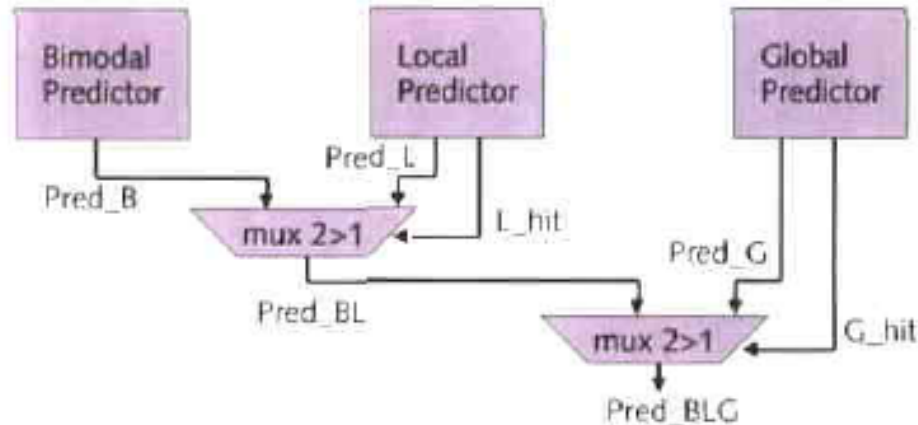 Bimodal
Predictor
Local
Predictor
Global
Predictor
Pred_B
Pred_L
L_hit
mux 2>1
Pred_BL
Pred_G
G_hit
mux 2>1
Pred_BLG